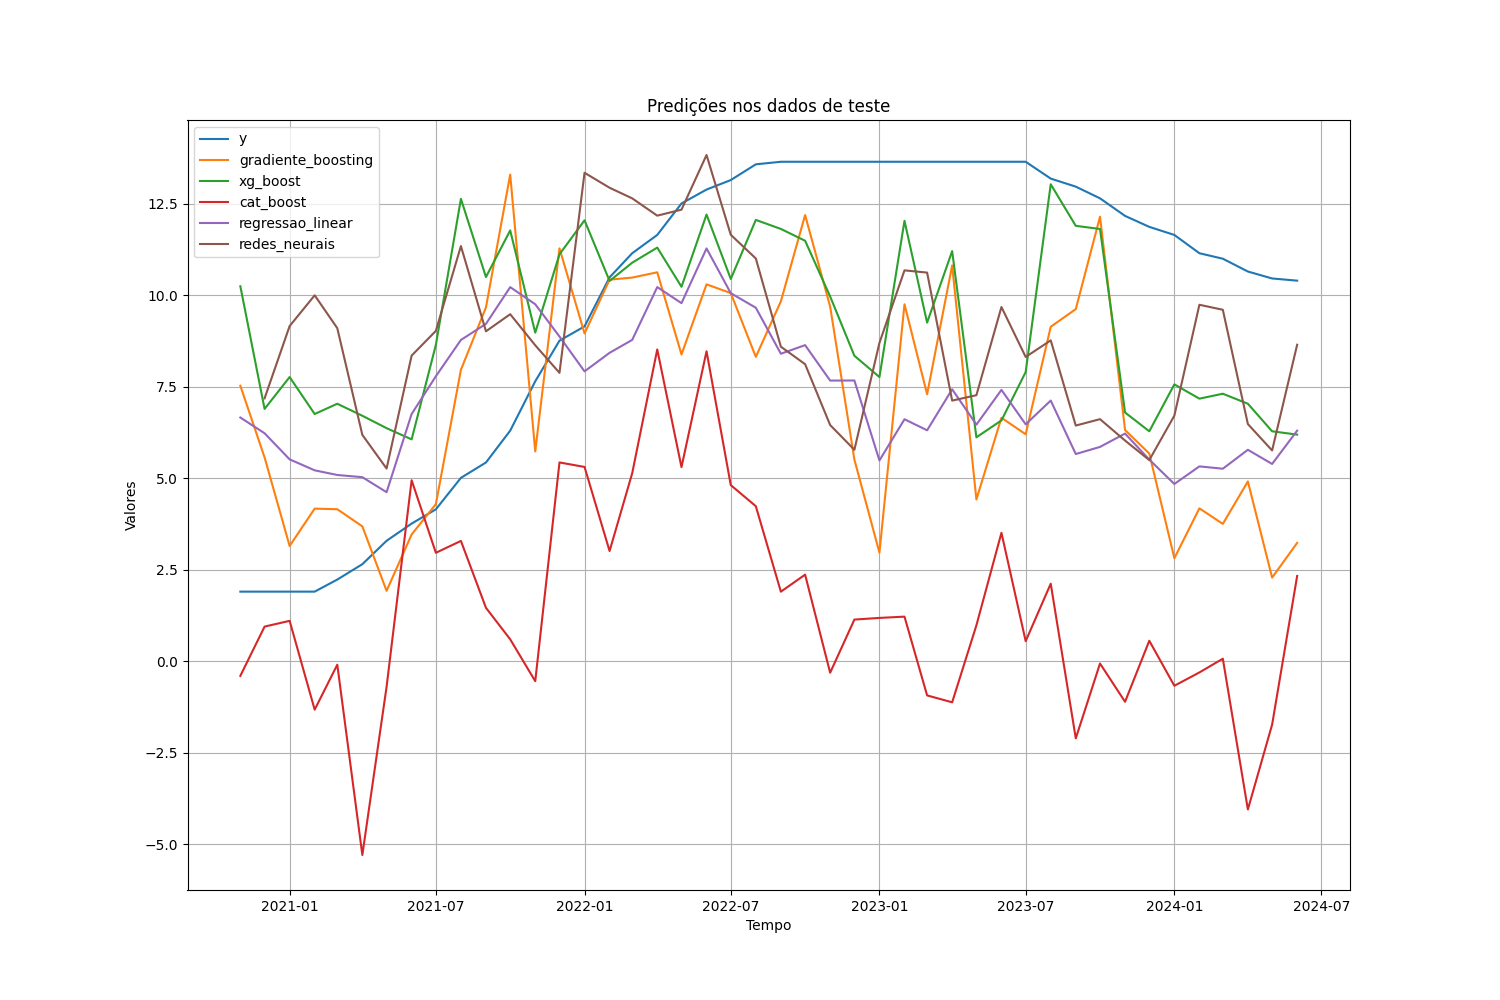 Predições nos dados de teste
y
gradiente_boosting
xg_boost
cat_boost
regressao_linear
redes_neurais
Valores
12.5
10.0
7.5
5.0
2.5
0.0
−2.5
−5.0
2021-01 2021-07 2022-01 2022-07 2023-01 2023-07 2024-01 2024-07
Tempo